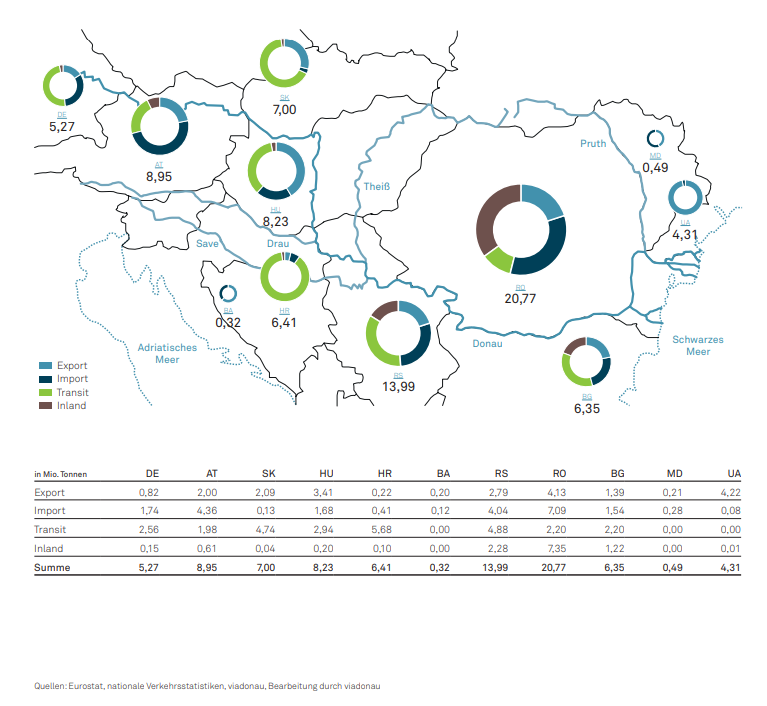 DE
5,27
AT
8,95
SK
7,00
HU
8,23
Theiß
Pruth
MD
0,49
UA
4,31
Save
Drau
BA
0,32
HR
6,41
RS
13,99
RO
20,77
Donau
BG
6,35
Adriatisches
Meer
Schwarzes
Meer
Export
Import
Transit
Inland
in Mio. Tonnen DE AT SK HU HR BA RS RO BG MD UA
Export 0,82 2,00 2,09 3,41 0,22 0,20 2,79 4,13 1,39 0,21 4,22
Import 1,74 4,36 0,13 1,68 0,41 0,12 4,04 7,09 1,54 0,28 0,08
Transit 2,56 1,98 4,74 2,94 5,68 0,00 4,88 2,20 2,20 0,00 0,00
Inland 0,15 0,61 0,04 0,20 0,10 0,00 2,28 7,35 1,22 0,00 0,01
Summe 5,27 8,95 7,00 8,23 6,41 0,32 13,99 20,77 6,35 0,49 4,31
Quellen: Eurostat, nationale Verkehrsstatistiken, viadonau, Bearbeitung durch viadonau